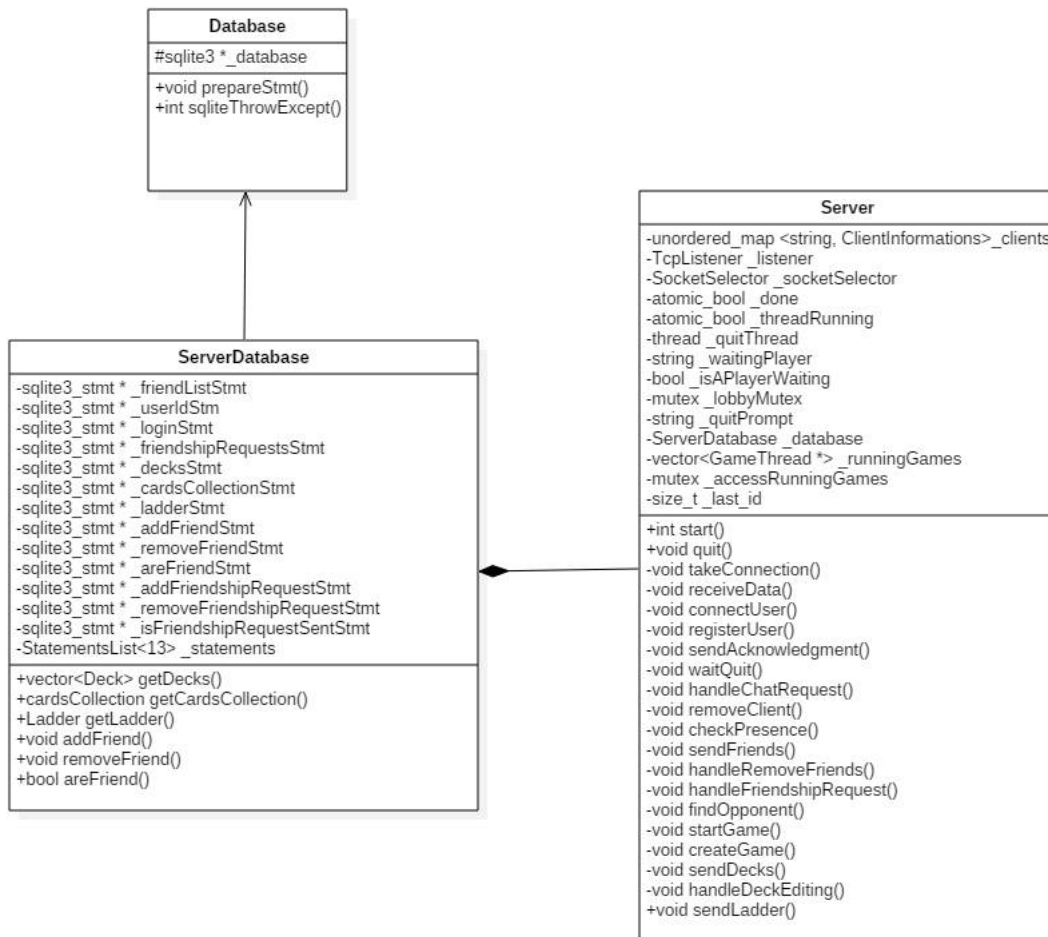 Database
#sqlite3 *_database
+void prepareStmt()
+int sqliteThrowExcept()
ServerDatabase
-sqlite3_stmt * _friendListStmt
-sqlite3_stmt * _userIdStm
-sqlite3_stmt * _loginStmt
-sqlite3_stmt * _friendshipRequestsStmt
-sqlite3_stmt * _decksStmt
-sqlite3_stmt * _cardsCollectionStmt
-sqlite3_stmt * _ladderStmt
-sqlite3_stmt * _addFriendStmt
-sqlite3_stmt * _removeFriendStmt
-sqlite3_stmt * _areFriendStmt
-sqlite3_stmt * _addFriendshipRequestStmt
-sqlite3_stmt * _removeFriendshipRequestStmt
-sqlite3_stmt * _isFriendshipRequestSentStmt
-StatementsList<13> _statements
+vector<Deck> getDecks()
+cardsCollection getCardsCollection()
+Ladder getLadder()
+void addFriend()
+void removeFriend()
+bool areFriend()
Server
-unordered_map <string, ClientInformations>_clients
-TcpListener _listener
-SocketSelector _socketSelector
-atomic_bool _done
-atomic_bool _threadRunning
-thread _quitThread
-string _waitingPlayer
-bool _isAPlayerWaiting
-mutex _lobbyMutex
-string _quitPrompt
-ServerDatabase _database
-vector<GameThread *> _runningGames
-mutex _accessRunningGames
-size_t _last_id
+int start()
+void quit()
-void takeConnection()
-void receiveData()
-void connectUser()
-void registerUser()
-void sendAcknowledgment()
-void waitQuit()
-void handleChatRequest()
-void removeClient()
-void checkPresence()
-void sendFriends()
-void handleRemoveFriends()
-void handleFriendshipRequest()
-void findOpponent()
-void startGame()
-void createGame()
-void sendDecks()
-void handleDeckEditing()
+void sendLadder()